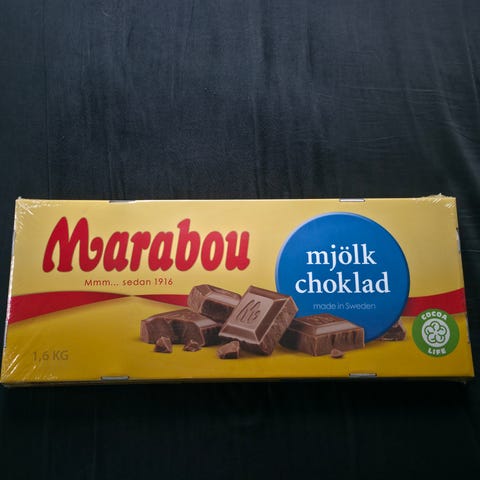 Marabou
Mmm... sedan 1916
mjölk
choklad
made in Sweden
1,6 KG
COCOA
LIFE